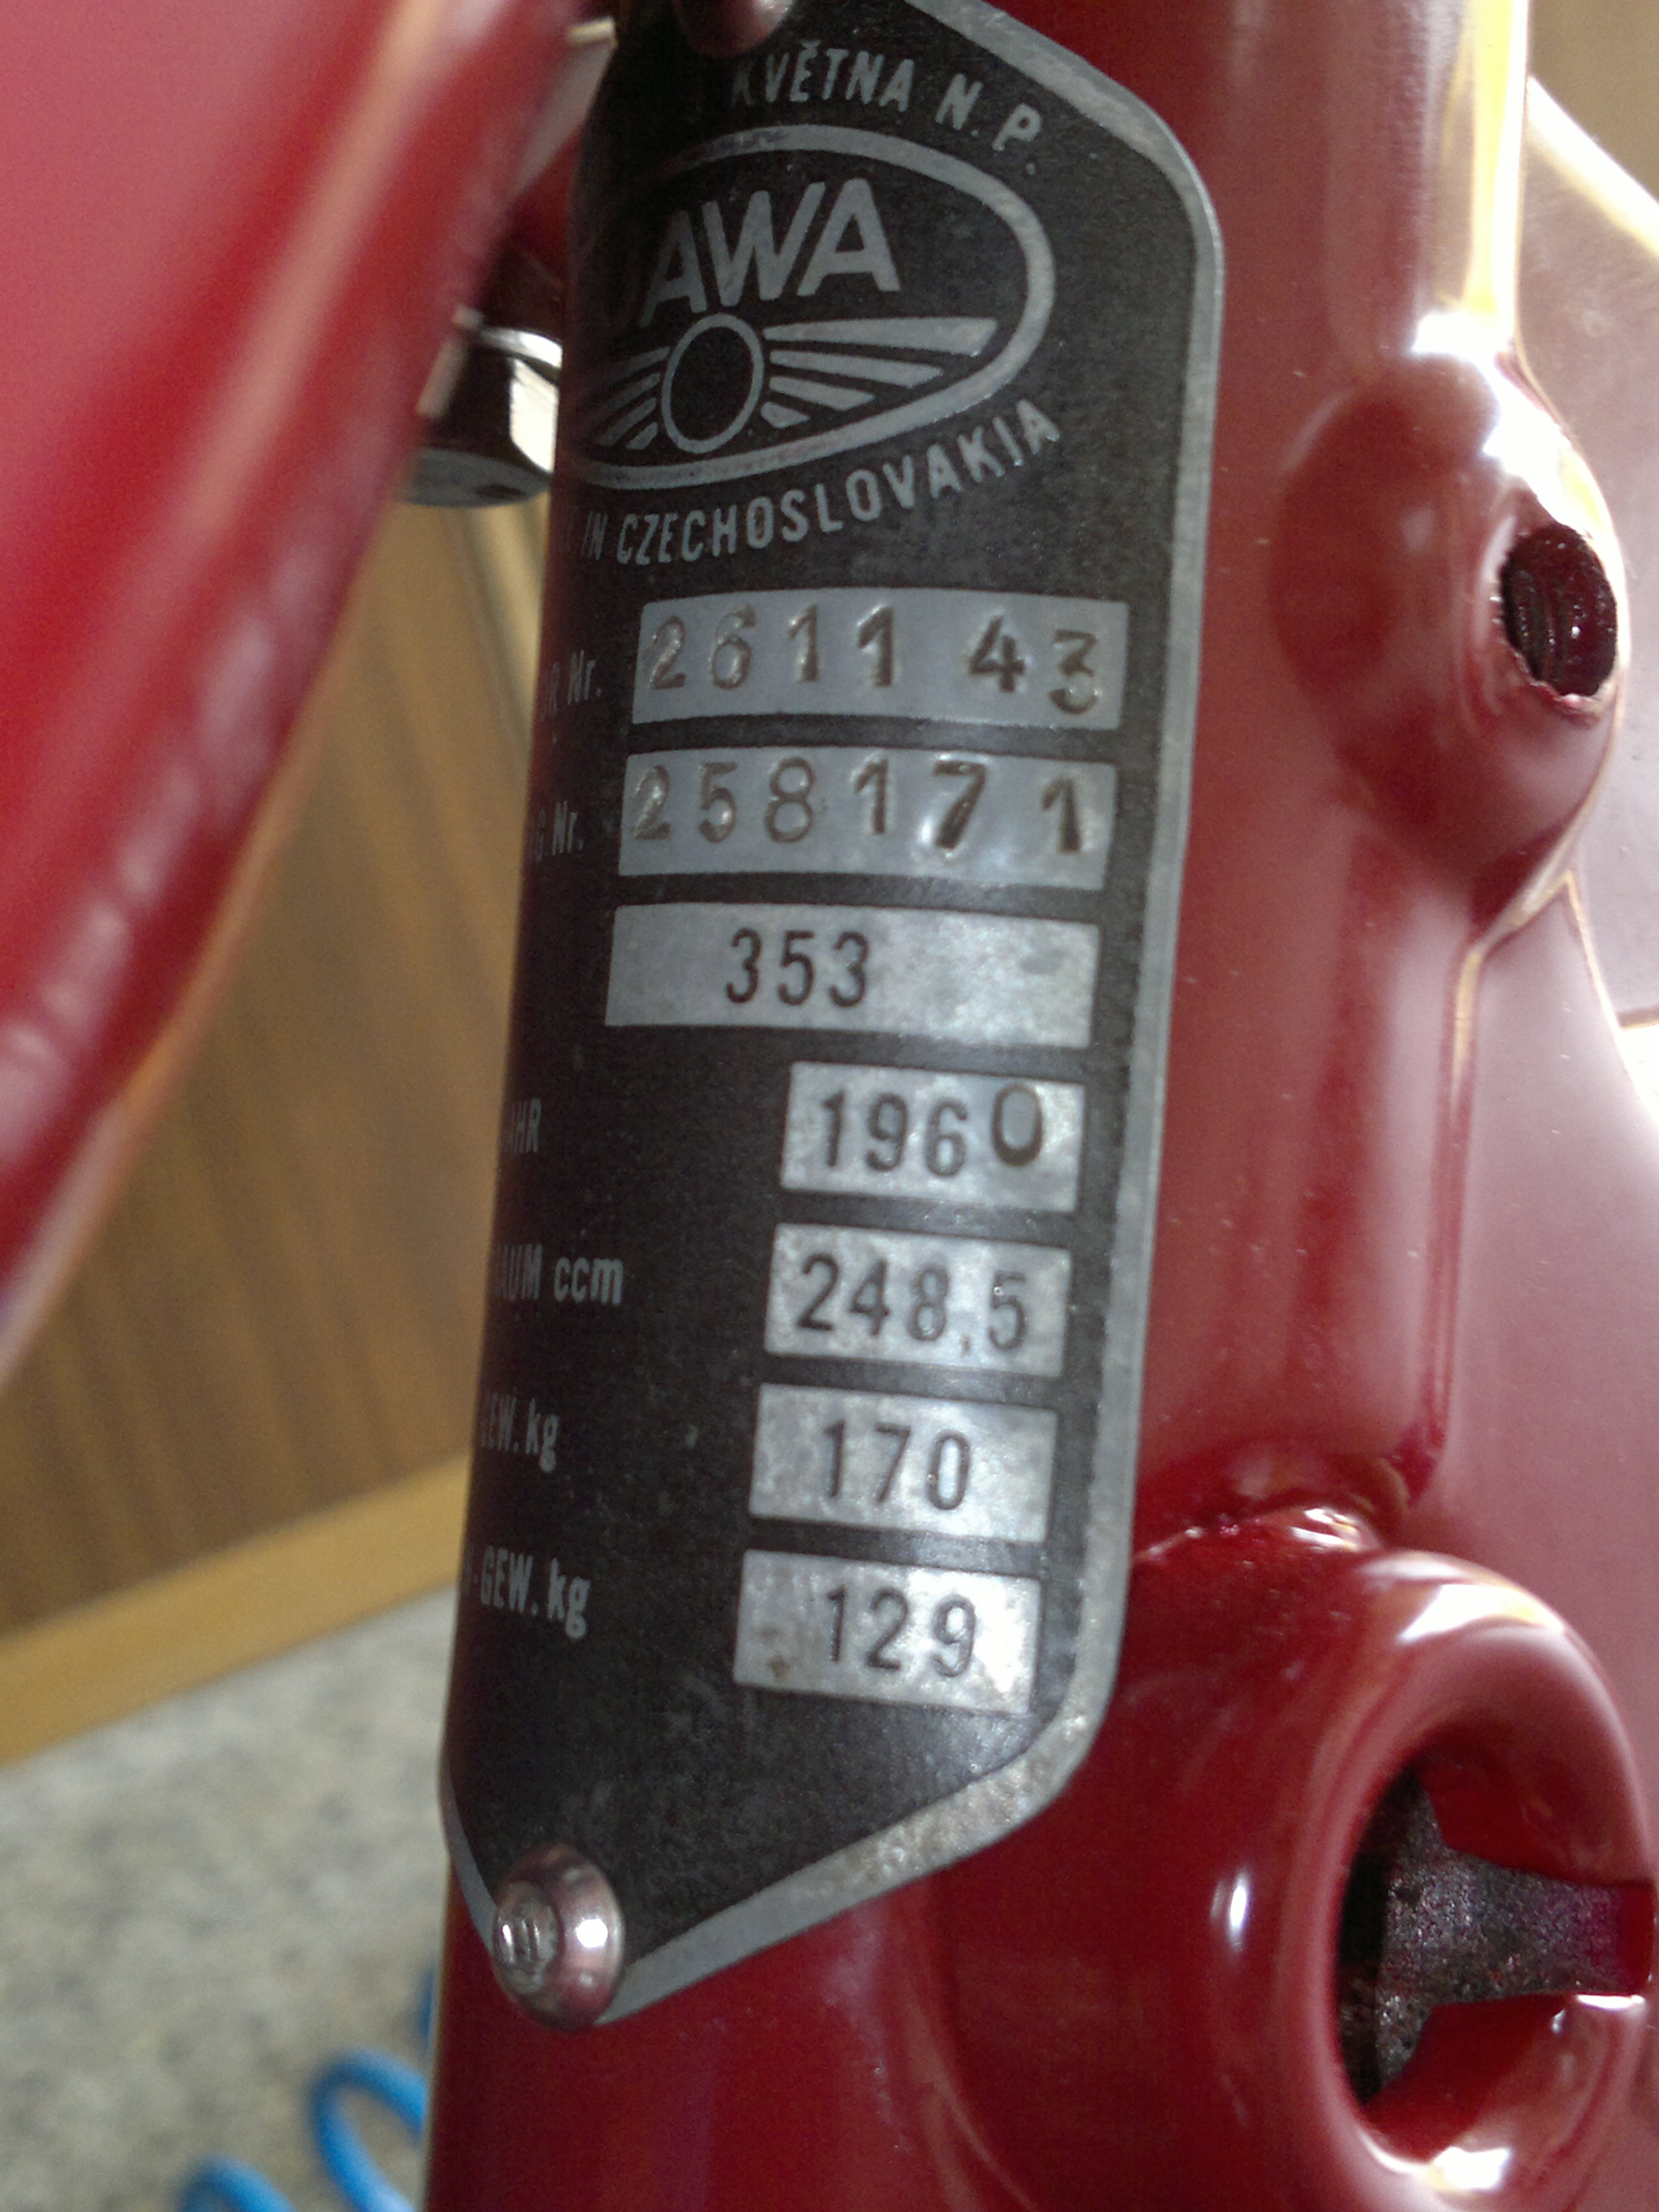 KVĚTNA N.P.
JAWA
IN CZECHOSLOVAKIA
Nr. 261143
Nr. 258171
353
1960
ccm 248,5
GEW. kg 170
GEW. kg 129